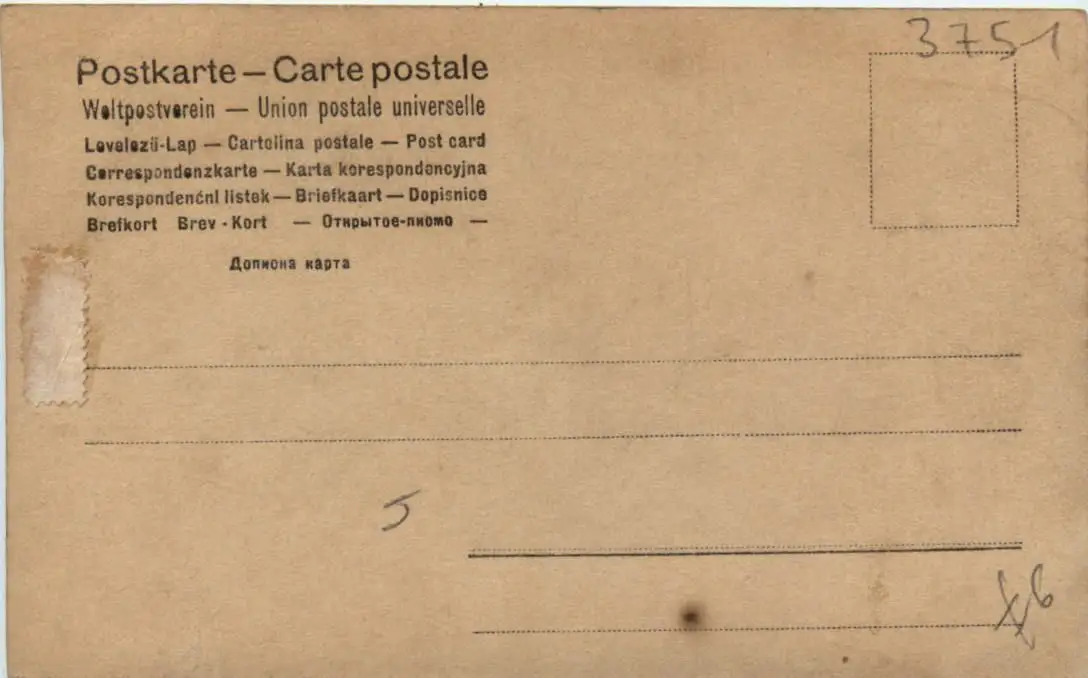 3751
Postkarte – Carte postale
Weltpostverein — Union postale universelle
Levelező-Lap — Cartolina postale — Post card
Correspondenzkarte — Karta korespondencyjna
Korespondenční listek — Briefkaart — Dopisnice
Brefkort Brev - Kort — Открытое-писмо —
Дописна карта
5